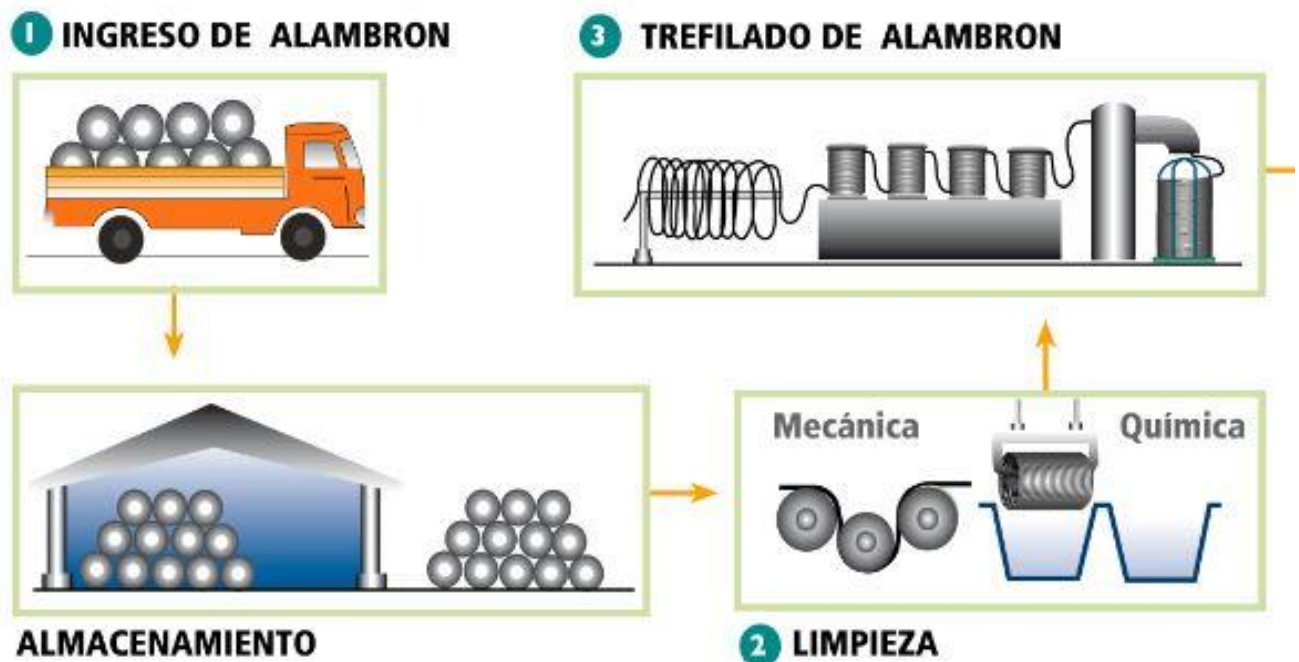 1 INGRESO DE ALAMBRON
3 TREFILADO DE ALAMBRON
ALMACENAMIENTO
Mecánica
Química
2 LIMPIEZA